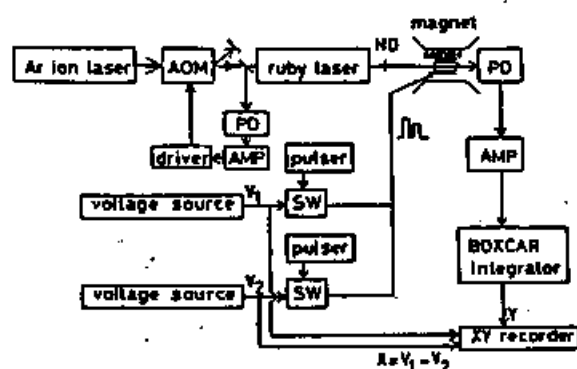 magnet
Ar ion laser
AOM
ruby laser
ND
PD
PD
driver
AMP
AMP
pulser
voltage source
V1
SW
BOXCAR
Integrator
pulser
voltage source
V2
SW
Y
XY recorder
X=V1-V2